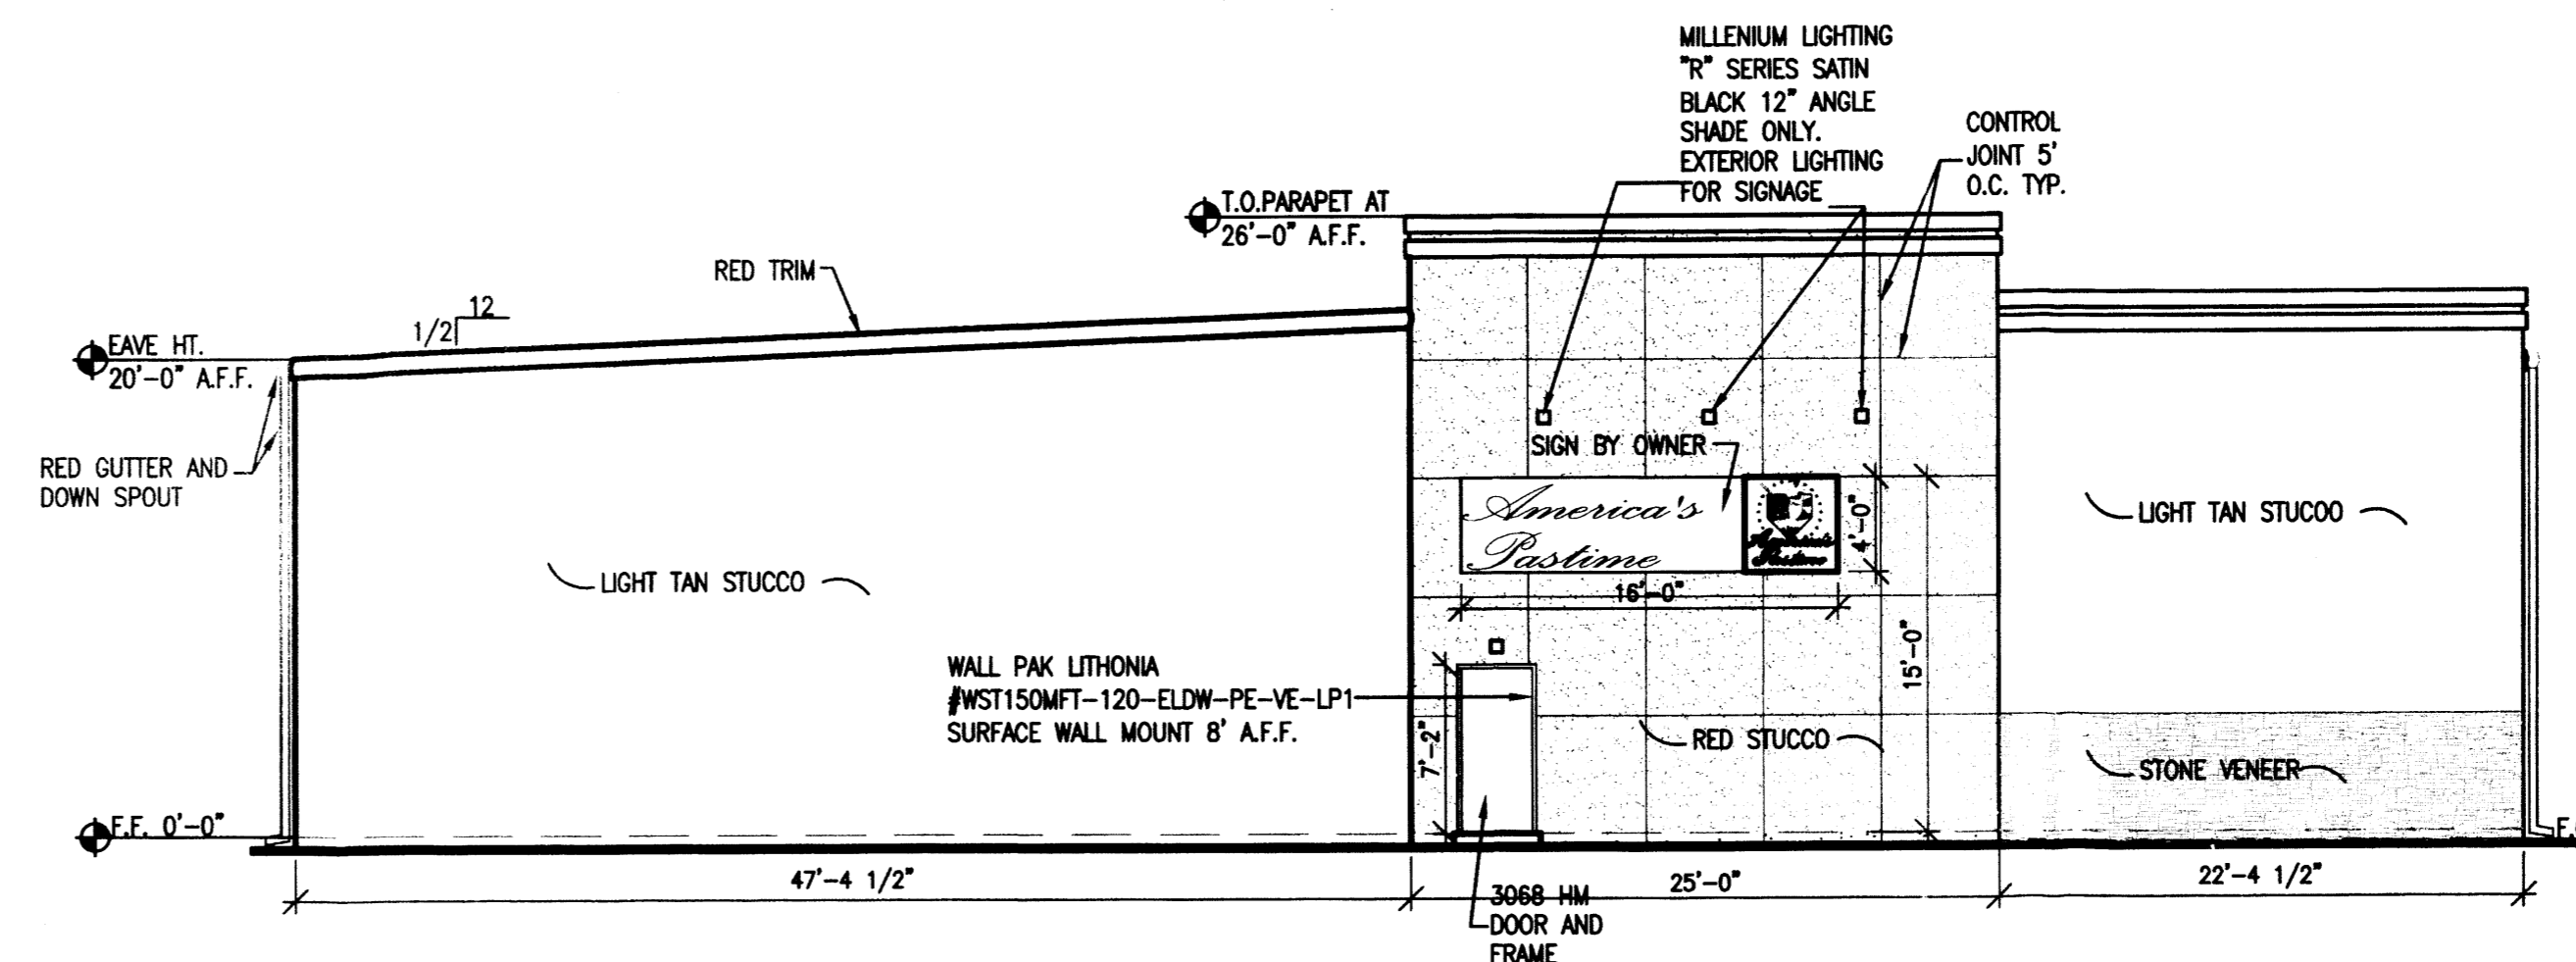 MILLENIUM LIGHTING
"R" SERIES SATIN
BLACK 12" ANGLE
SHADE ONLY.
EXTERIOR LIGHTING
FOR SIGNAGE
CONTROL
JOINT 5'
O.C. TYP.
T.O.PARAPET AT
26'-0" A.F.F.
RED TRIM
12
1/2
EAVE HT.
20'-0" A.F.F.
RED GUTTER AND
DOWN SPOUT
SIGN BY OWNER
America's
Pastime
4'-0"
16'-0"
LIGHT TAN STUCOO
LIGHT TAN STUCCO
15'-0"
WALL PAK LITHONIA
#WST150MFT-120-ELDW-PE-VE-LP1
SURFACE WALL MOUNT 8' A.F.F.
7'-2"
RED STUCCO
STONE VENEER
F.F. 0'-0"
47'-4 1/2"
25'-0"
22'-4 1/2"
3068 HM
DOOR AND
FRAME